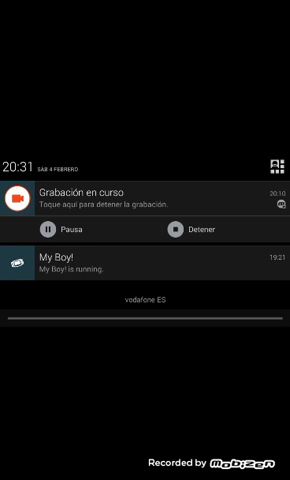 20:31 SÁB 4 FEBRERO
Grabación en curso 20:10
Toque aquí para detener la grabación.
Pausa Detener
My Boy! 19:21
My Boy! is running.
vodafone ES
Recorded by mobizen